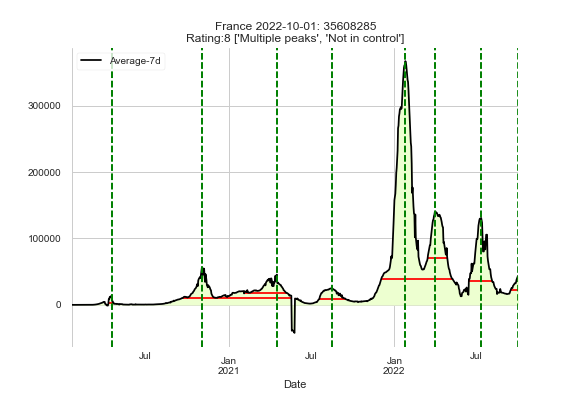 France 2022-10-01: 35608285
Rating:8 ['Multiple peaks', 'Not in control']
Average-7d
300000
200000
100000
0
Jul
Jan
2021
Jul
Jan
2022
Jul
Date